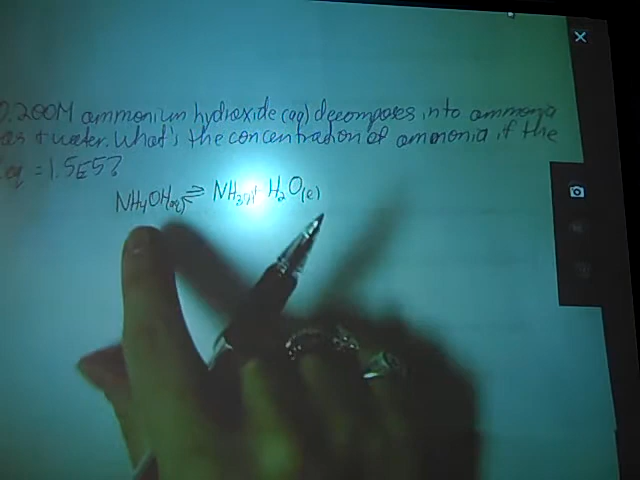 0.200M ammonium hydroxide (aq) decomposes into ammonia
as + water. What's the concentration of ammonia if the
eq = 1.5E5?
NH4OH(aq) ⇌ NH3(g) + H2O(l)